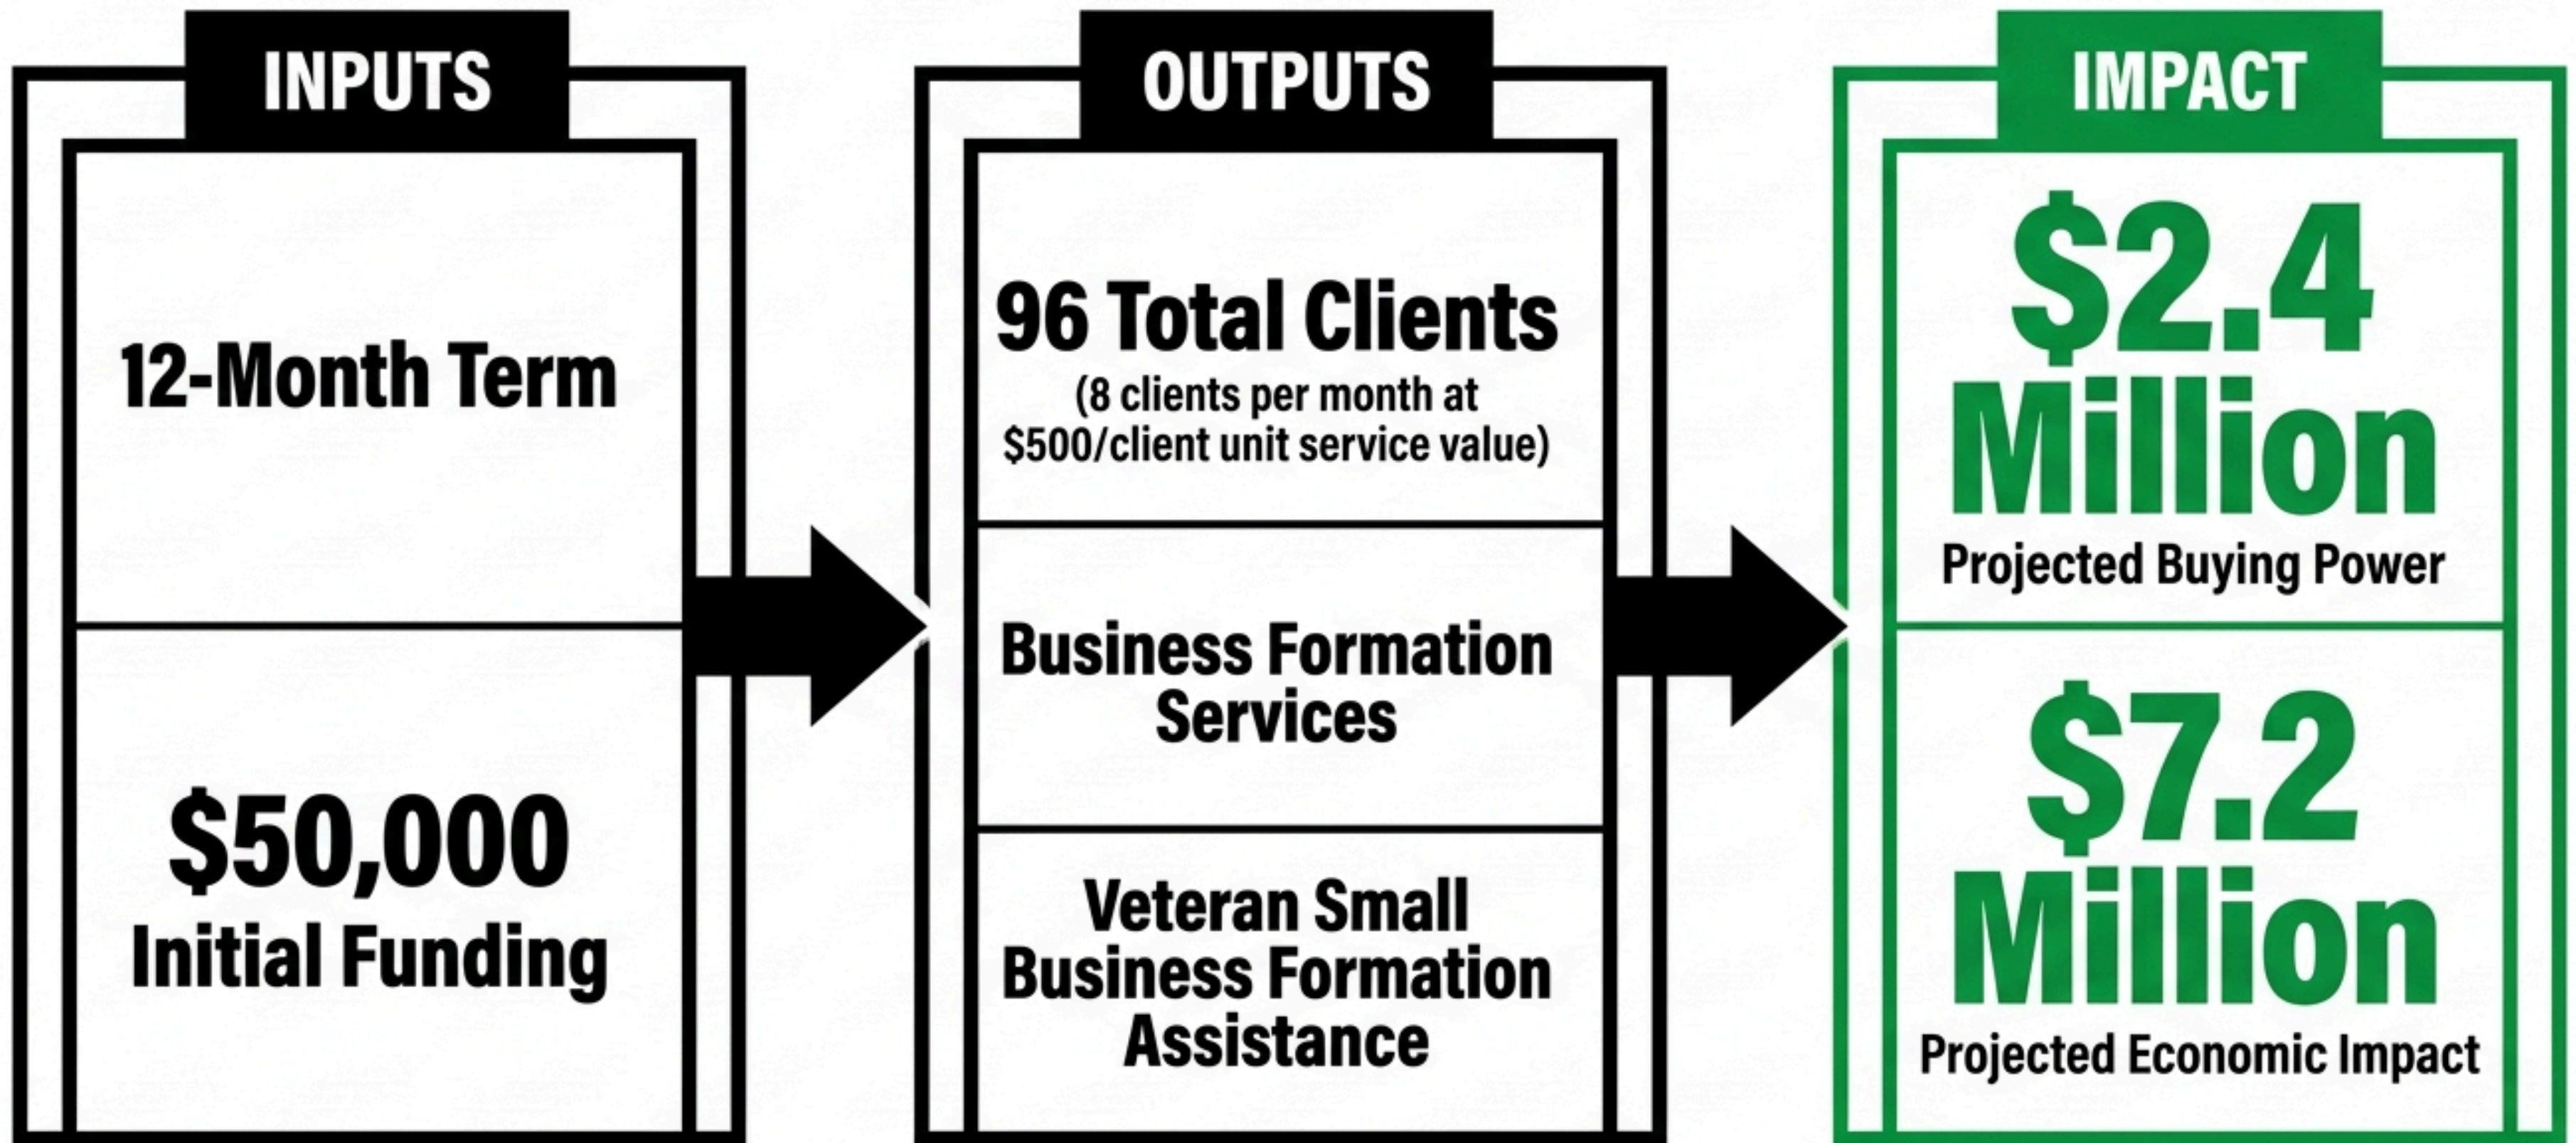 INPUTS
12-Month Term
$50,000
Initial Funding
OUTPUTS
96 Total Clients
(8 clients per month at
$500/client unit service value)
Business Formation
Services
Veteran Small
Business Formation
Assistance
IMPACT
$2.4
Million
Projected Buying Power
$7.2
Million
Projected Economic Impact